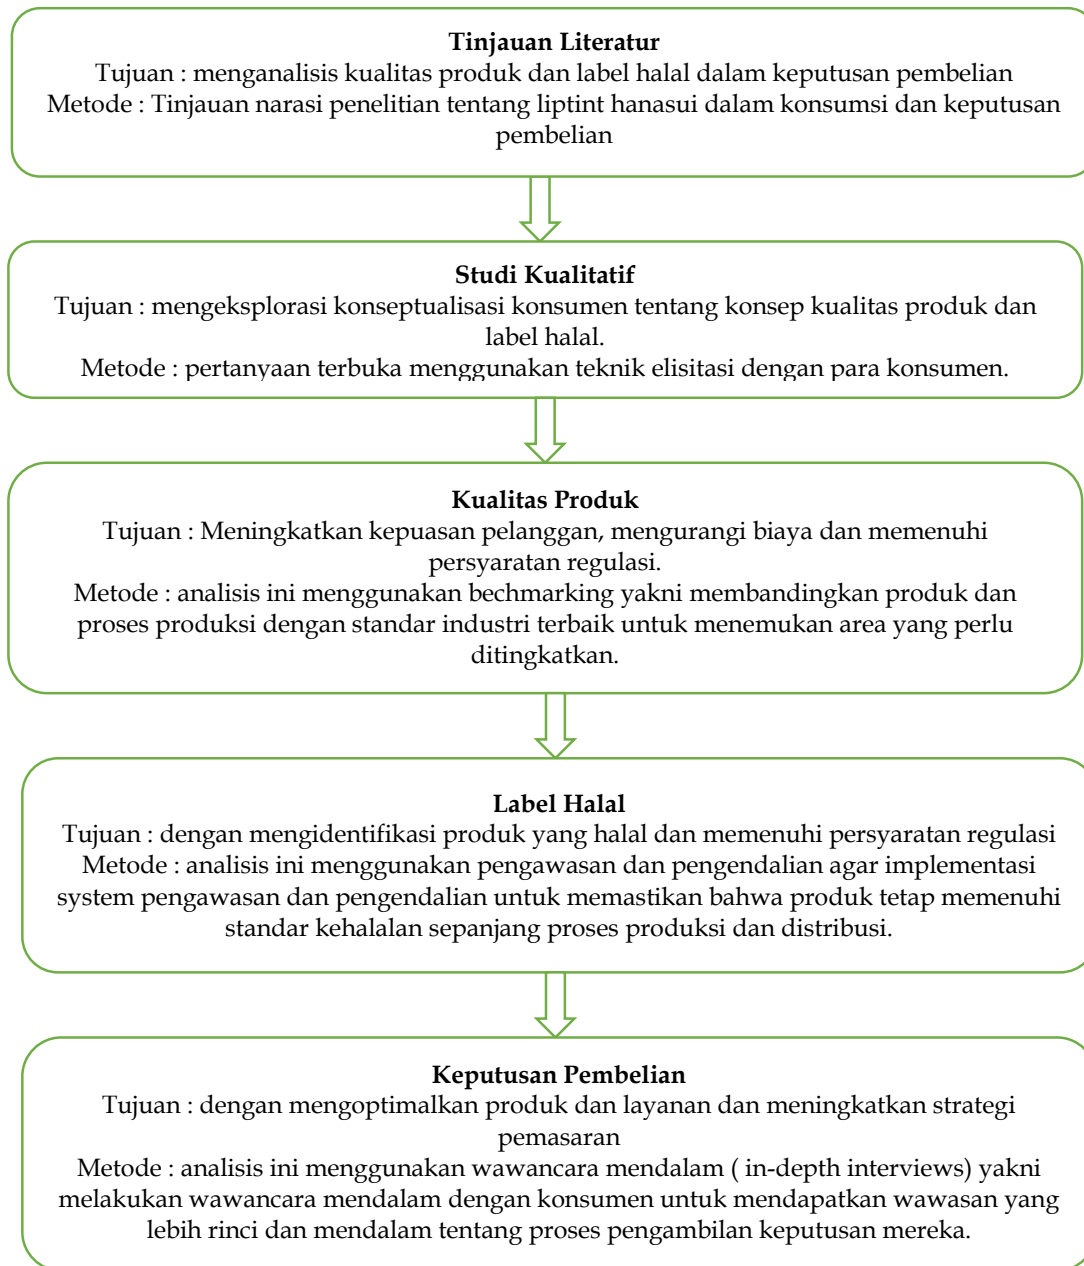 Tinjauan Literatur
Tujuan : menganalisis kualitas produk dan label halal dalam keputusan pembelian
Metode : Tinjauan narasi penelitian tentang liptint hanasui dalam konsumsi dan keputusan
pembelian
Studi Kualitatif
Tujuan : mengeksplorasi konseptualisasi konsumen tentang konsep kualitas produk dan
label halal.
Metode : pertanyaan terbuka menggunakan teknik elisitasi dengan para konsumen.
Kualitas Produk
Tujuan : Meningkatkan kepuasan pelanggan, mengurangi biaya dan memenuhi
persyaratan regulasi.
Metode : analisis ini menggunakan bechmarking yakni membandingkan produk dan
proses produksi dengan standar industri terbaik untuk menemukan area yang perlu
ditingkatkan.
Label Halal
Tujuan : dengan mengidentifikasi produk yang halal dan memenuhi persyaratan regulasi
Metode : analisis ini menggunakan pengawasan dan pengendalian agar implementasi
system pengawasan dan pengendalian untuk memastikan bahwa produk tetap memenuhi
standar kehalalan sepanjang proses produksi dan distribusi.
Keputusan Pembelian
Tujuan : dengan mengoptimalkan produk dan layanan dan meningkatkan strategi
pemasaran
Metode : analisis ini menggunakan wawancara mendalam ( in-depth interviews) yakni
melakukan wawancara mendalam dengan konsumen untuk mendapatkan wawasan yang
lebih rinci dan mendalam tentang proses pengambilan keputusan mereka.